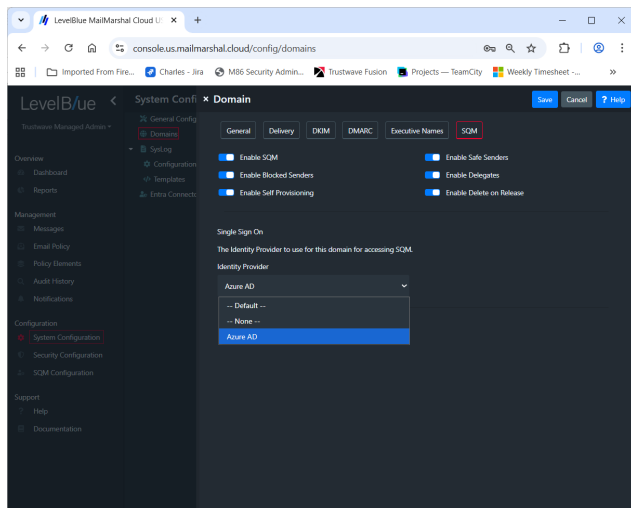 LevelBlue MailMarshal Cloud U
console.us.mailmarshal.cloud/config/domains
Imported From Fire...
Charles - Jira
M86 Security Admin...
Trustwave Fusion
Projects — TeamCity
Weekly Timesheet -...
LevelB/ue
Trustwave Managed Admin
Overview
Dashboard
Reports
Management
Messages
Email Policy
Policy Elements
Audit History
Notifications
Configuration
System Configuration
Security Configuration
SQM Configuration
Support
Help
Documentation
System Confi
General Config
Domains
SysLog
Configuration
Templates
Entra Connects
× Domain
Save
Cancel
? Help
General
Delivery
DKIM
DMARC
Executive Names
SQM
Enable SQM
Enable Safe Senders
Enable Blocked Senders
Enable Delegates
Enable Self Provisioning
Enable Delete on Release
Single Sign On
The Identity Provider to use for this domain for accessing SQM.
Identity Provider
Azure AD
-- Default --
-- None --
Azure AD